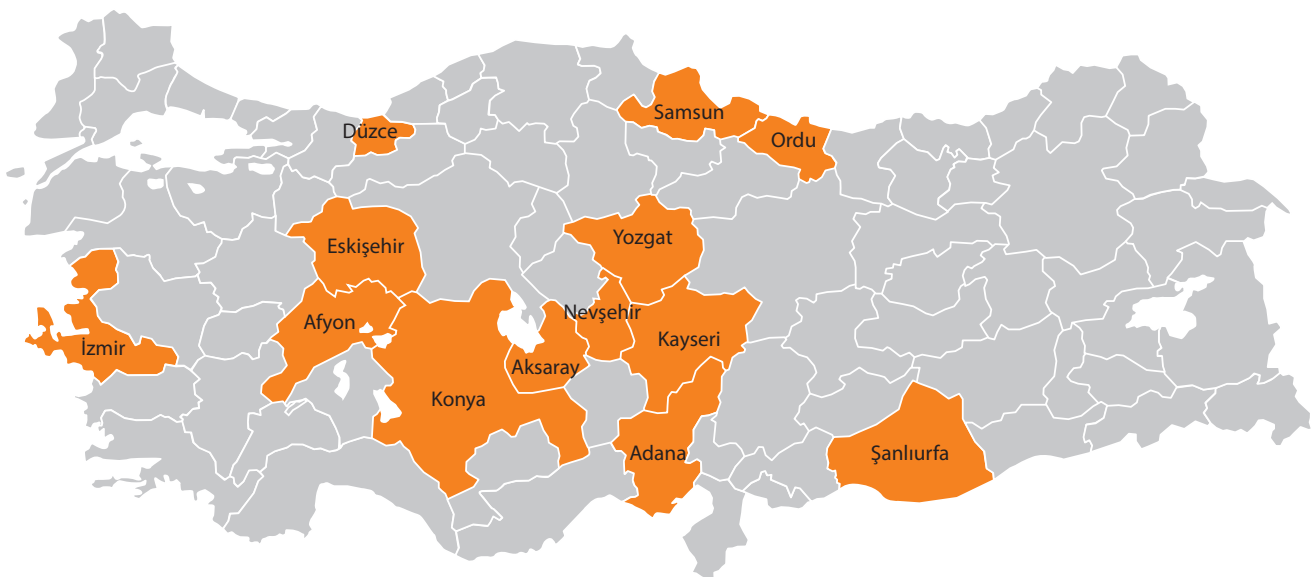 Samsun
Düzce
Ordu
Yozgat
Eskişehir
Nevşehir
Afyon
Kayseri
İzmir
Aksaray
Konya
Adana
Şanlıurfa